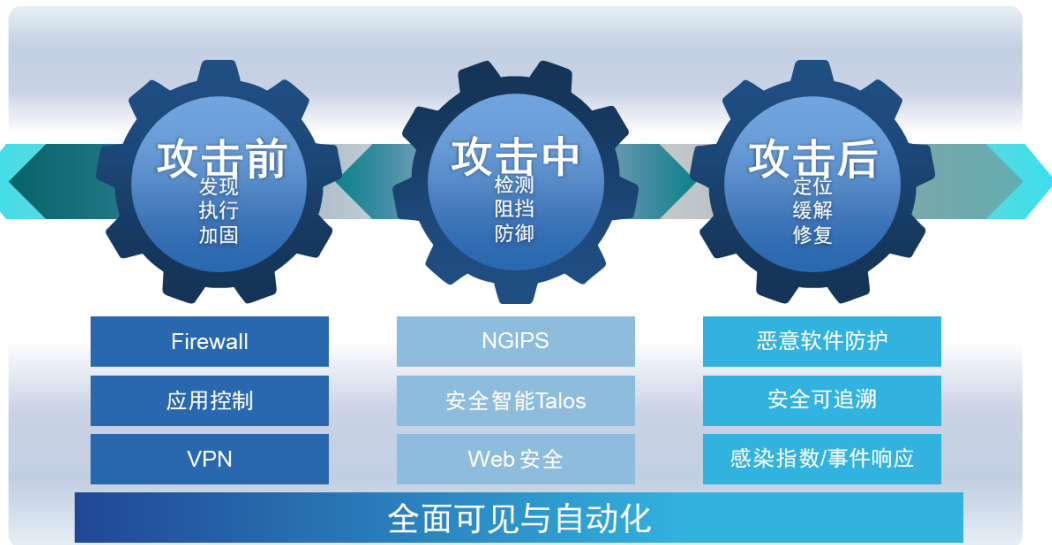 攻击前
发现
执行
加固
攻击中
检测
阻挡
防御
攻击后
定位
缓解
修复
Firewall
NGIPS
恶意软件防护
应用控制
安全智能Talos
安全可追溯
VPN
Web 安全
感染指数/事件响应
全面可见与自动化